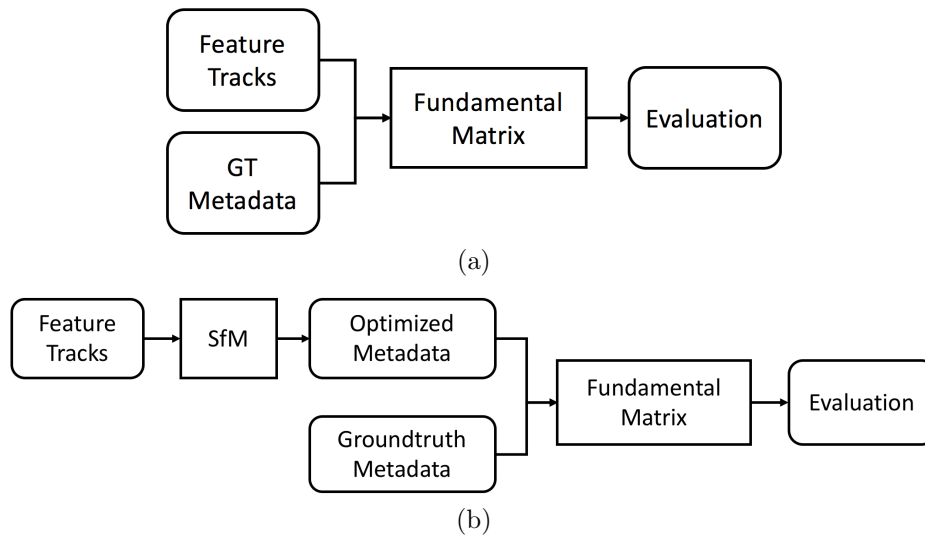 Feature
Tracks
GT
Metadata
Fundamental
Matrix
Evaluation
(a)
Feature
Tracks
SfM
Optimized
Metadata
Groundtruth
Metadata
Fundamental
Matrix
Evaluation
(b)